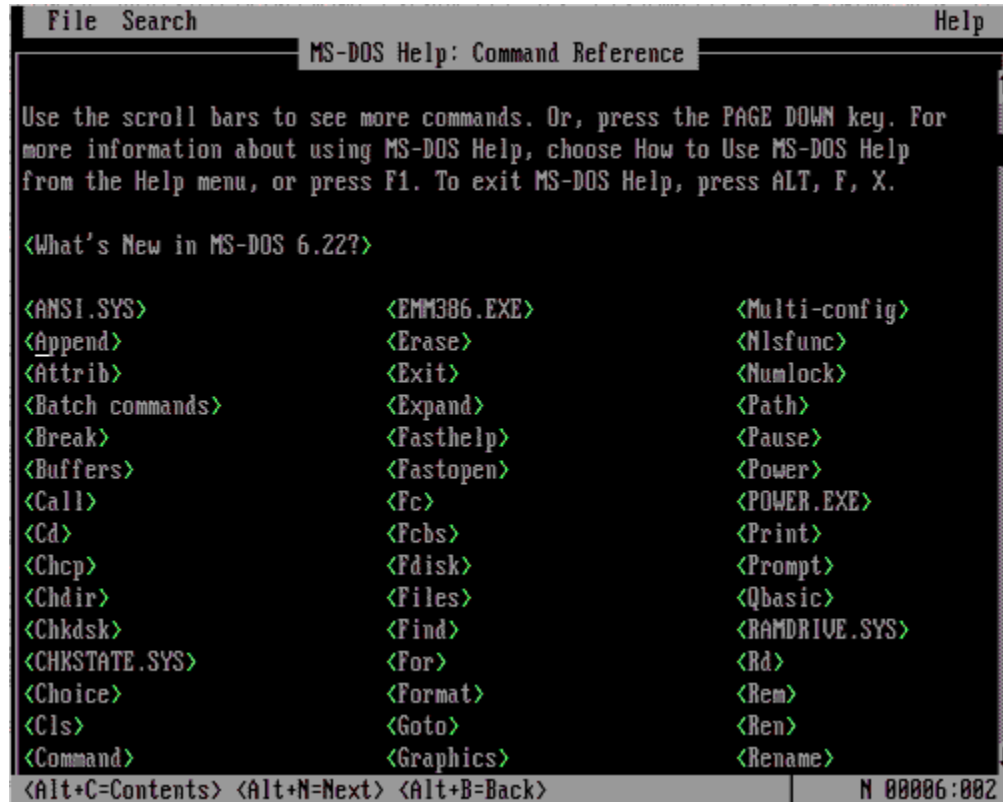 File Search Help
MS-DOS Help: Command Reference
Use the scroll bars to see more commands. Or, press the PAGE DOWN key. For
more information about using MS-DOS Help, choose How to Use MS-DOS Help
from the Help menu, or press F1. To exit MS-DOS Help, press ALT, F, X.
<What's New in MS-DOS 6.22?>
<ANSI.SYS> <EMM386.EXE> <Multi-config>
<Append> <Erase> <Nlsfunc>
<Attrib> <Exit> <Numlock>
<Batch commands> <Expand> <Path>
<Break> <Fasthelp> <Pause>
<Buffers> <Fastopen> <Power>
<Call> <Fc> <POWER.EXE>
<Cd> <Fcbs> <Print>
<Chcp> <Fdisk> <Prompt>
<Chdir> <Files> <Qbasic>
<Chkdsk> <Find> <RAMDRIVE.SYS>
<CHKSTATE.SYS> <For> <Rd>
<Choice> <Format> <Rem>
<Cls> <Goto> <Ren>
<Command> <Graphics> <Rename>
<Alt+C=Contents> <Alt+N=Next> <Alt+B=Back> N 00006:002